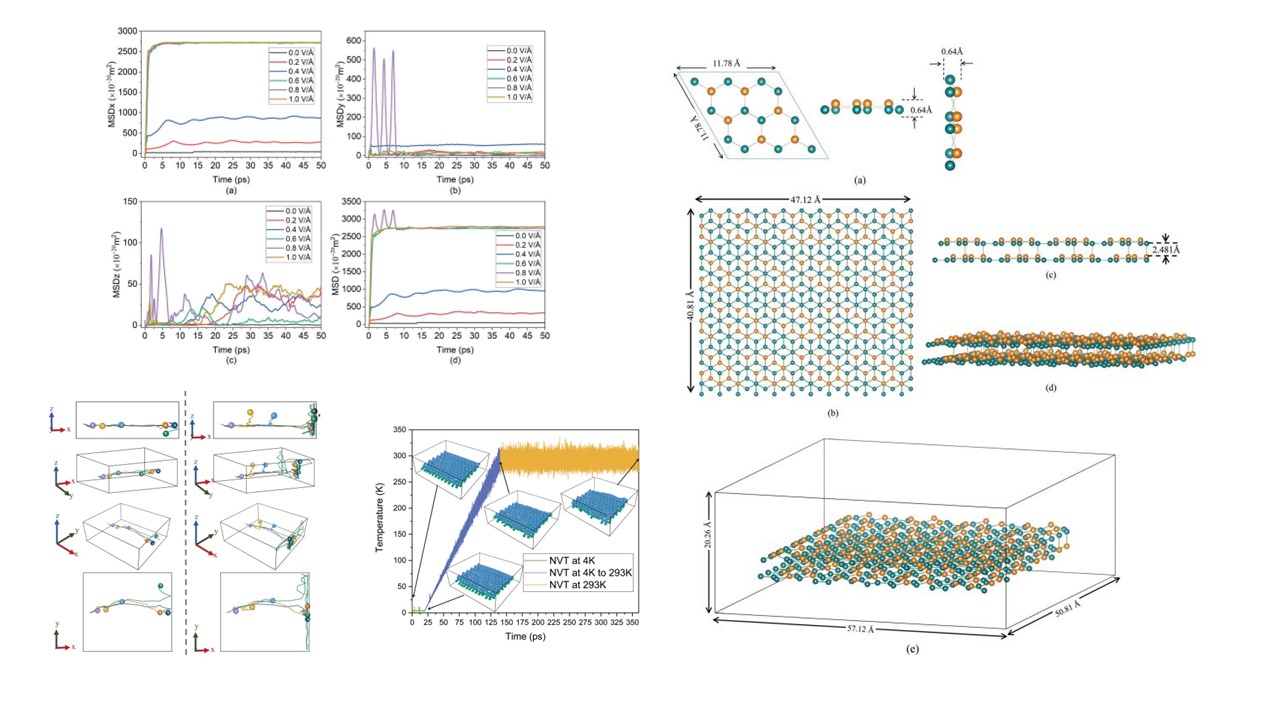 3000
2500
2000
1500
1000
500
0
MSDx (×10⁻²⁰m²)
0.0 V/Å
0.2 V/Å
0.4 V/Å
0.6 V/Å
0.8 V/Å
1.0 V/Å
0 5 10 15 20 25 30 35 40 45 50
Time (ps)
(a)
600
500
400
300
200
100
0
MSDy (×10⁻²⁰m²)
0.0 V/Å
0.2 V/Å
0.4 V/Å
0.6 V/Å
0.8 V/Å
1.0 V/Å
0 5 10 15 20 25 30 35 40 45 50
Time (ps)
(b)
150
100
50
0
MSDz (×10⁻²⁰m²)
0.0 V/Å
0.2 V/Å
0.4 V/Å
0.6 V/Å
0.8 V/Å
1.0 V/Å
0 5 10 15 20 25 30 35 40 45 50
Time (ps)
(c)
3500
3000
2500
2000
1500
1000
500
0
MSD (×10⁻²⁰m²)
0.0 V/Å
0.2 V/Å
0.4 V/Å
0.6 V/Å
0.8 V/Å
1.0 V/Å
0 5 10 15 20 25 30 35 40 45 50
Time (ps)
(d)
11.78 Å
11.78 Å
0.64Å
0.64Å
(a)
47.12 Å
40.81 Å
(b)
2.481Å
(c)
(d)
20.26 Å
57.12 Å
50.81 Å
(e)
z
x
z
x
z
x
y
z
x
y
z
y
x
z
y
x
y
x
y
x
350
300
250
200
150
100
50
0
Temperature (K)
NVT at 4K
NVT at 4K to 293K
NVT at 293K
0 25 50 75 100 125 150 175 200 225 250 275 300 325 350
Time (ps)